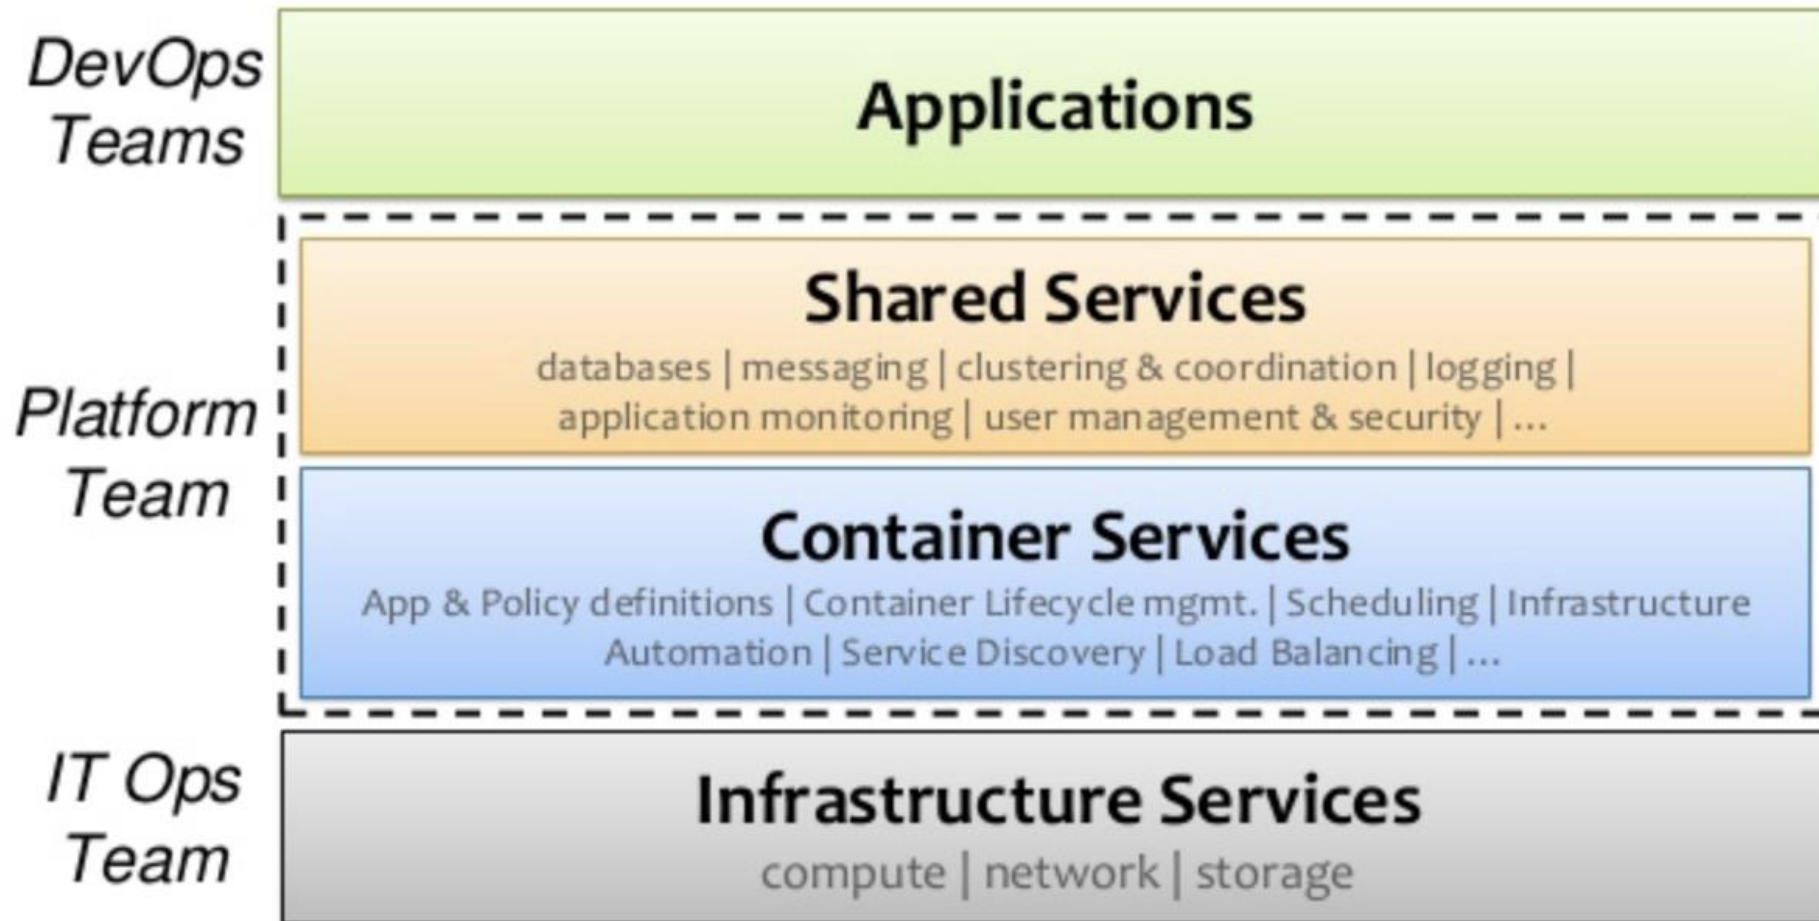 DevOps
Teams
Applications
Shared Services
databases | messaging | clustering & coordination | logging |
application monitoring | user management & security | ...
Platform
Team
Container Services
App & Policy definitions | Container Lifecycle mgmt. | Scheduling | Infrastructure
Automation | Service Discovery | Load Balancing | ...
IT Ops
Team
Infrastructure Services
compute | network | storage